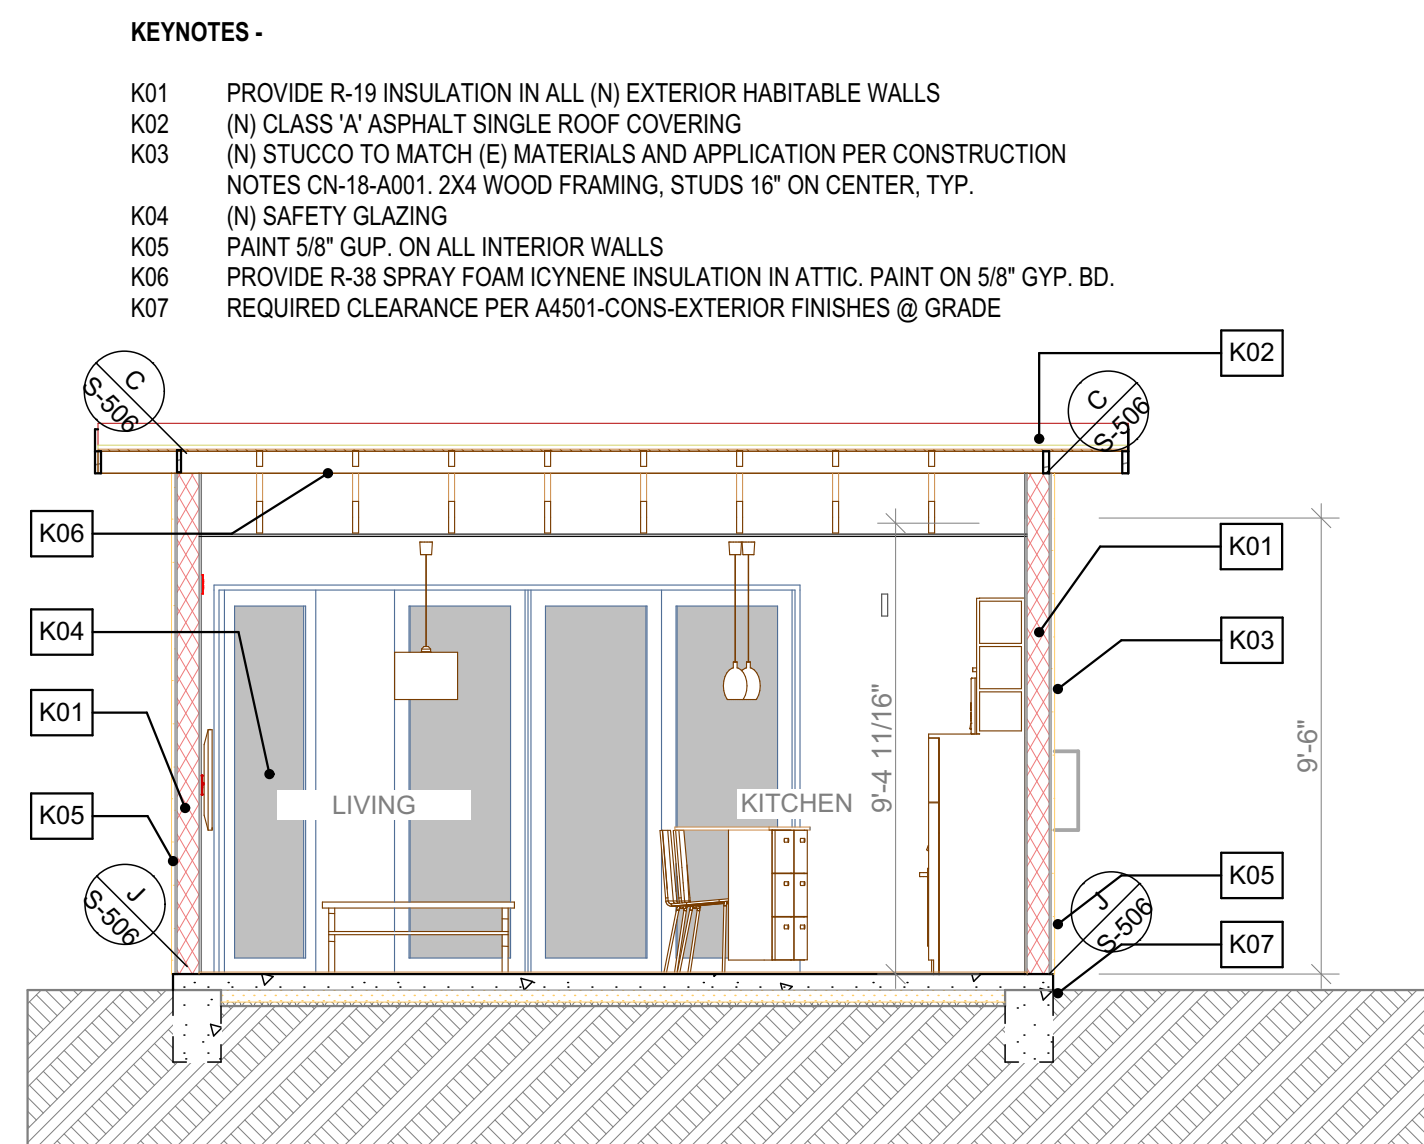 KEYNOTES -
K01 PROVIDE R-19 INSULATION IN ALL (N) EXTERIOR HABITABLE WALLS
K02 (N) CLASS 'A' ASPHALT SINGLE ROOF COVERING
K03 (N) STUCCO TO MATCH (E) MATERIALS AND APPLICATION PER CONSTRUCTION
NOTES CN-18-A001. 2X4 WOOD FRAMING, STUDS 16" ON CENTER, TYP.
K04 (N) SAFETY GLAZING
K05 PAINT 5/8" GUP. ON ALL INTERIOR WALLS
K06 PROVIDE R-38 SPRAY FOAM ICYNENE INSULATION IN ATTIC. PAINT ON 5/8" GYP. BD.
K07 REQUIRED CLEARANCE PER A4501-CONS-EXTERIOR FINISHES @ GRADE
K02
C
S-506
C
S-506
K06
K01
K04
K03
K01
9'-4 11/16"
9'-6"
LIVING
KITCHEN
K05
K05
J
S-506
J
S-506
K07